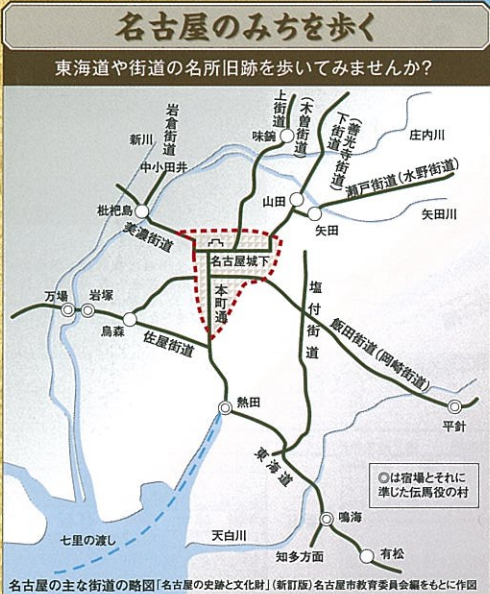 名古屋のみちを歩く
東海道や街道の名所旧跡を歩いてみませんか?
岩倉街道
新川
中小田井
枇杷島
美濃街道
上街道
(木曽街道)
味鋺
下街道
(善光寺街道)
庄内川
山田
瀬戸街道(水野街道)
矢田
矢田川
名古屋城下
本町通
万場
岩塚
烏森
佐屋街道
塩付街道
飯田街道(岡崎街道)
平針
熱田
東海道
◎は宿場とそれに
準じた伝馬役の村
七里の渡し
天白川
鳴海
知多方面
有松
名古屋の主な街道の略図「名古屋の史跡と文化財」(新訂版)名古屋市教育委員会編をもとに作図